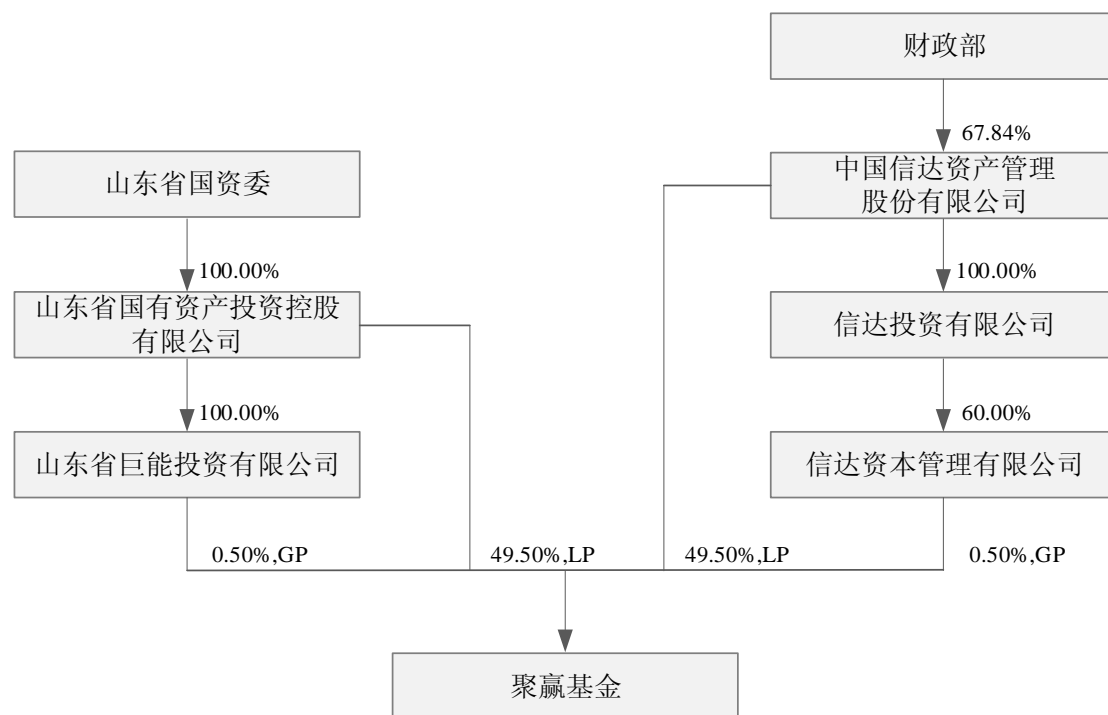 财政部
67.84%
山东省国资委
中国信达资产管理
股份有限公司
100.00%
100.00%
山东省国有资产投资控股
有限公司
信达投资有限公司
100.00%
60.00%
山东省巨能投资有限公司
信达资本管理有限公司
0.50%,GP
49.50%,LP
49.50%,LP
0.50%,GP
聚赢基金